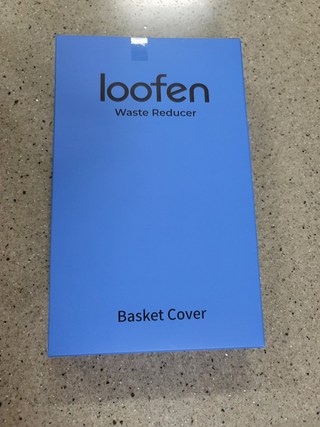 loofen
Waste Reducer
Basket Cover